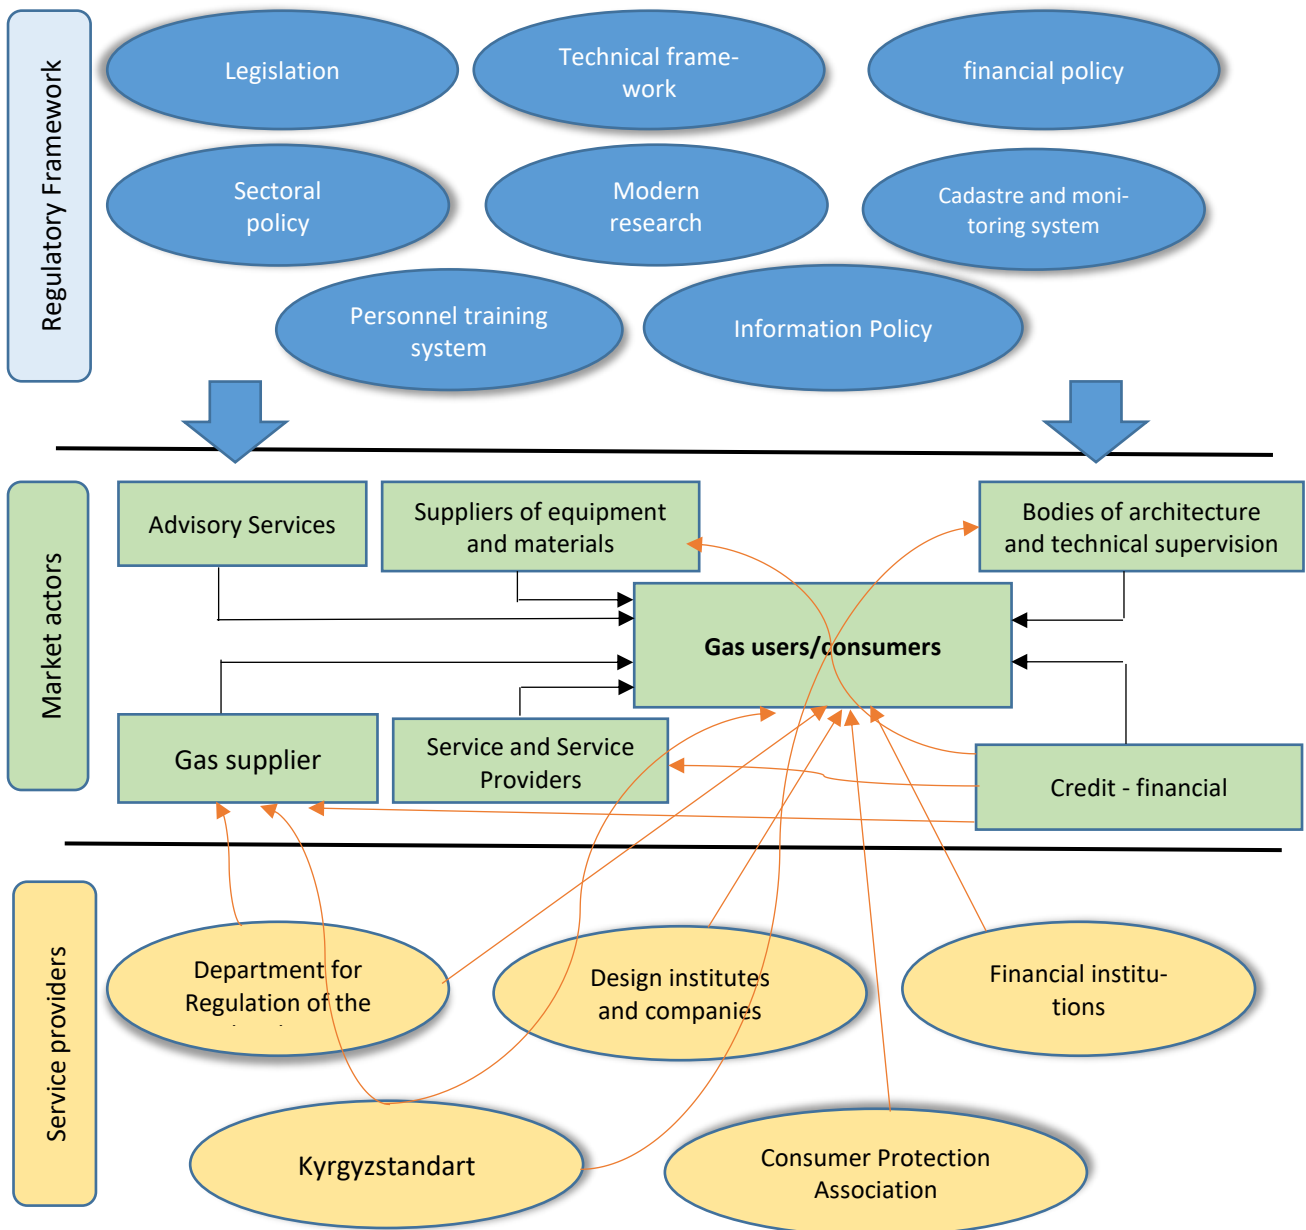 Regulatory Framework
Legislation
Technical frame-
work
financial policy
Sectoral
policy
Modern
research
Cadastre and moni-
toring system
Personnel training
system
Information Policy
Market actors
Advisory Services
Suppliers of equipment
and materials
Bodies of architecture
and technical supervision
Gas users/consumers
Gas supplier
Service and Service
Providers
Credit - financial
Service providers
Department for
Regulation of the
Design institutes
and companies
Financial institu-
tions
Kyrgyzstandart
Consumer Protection
Association